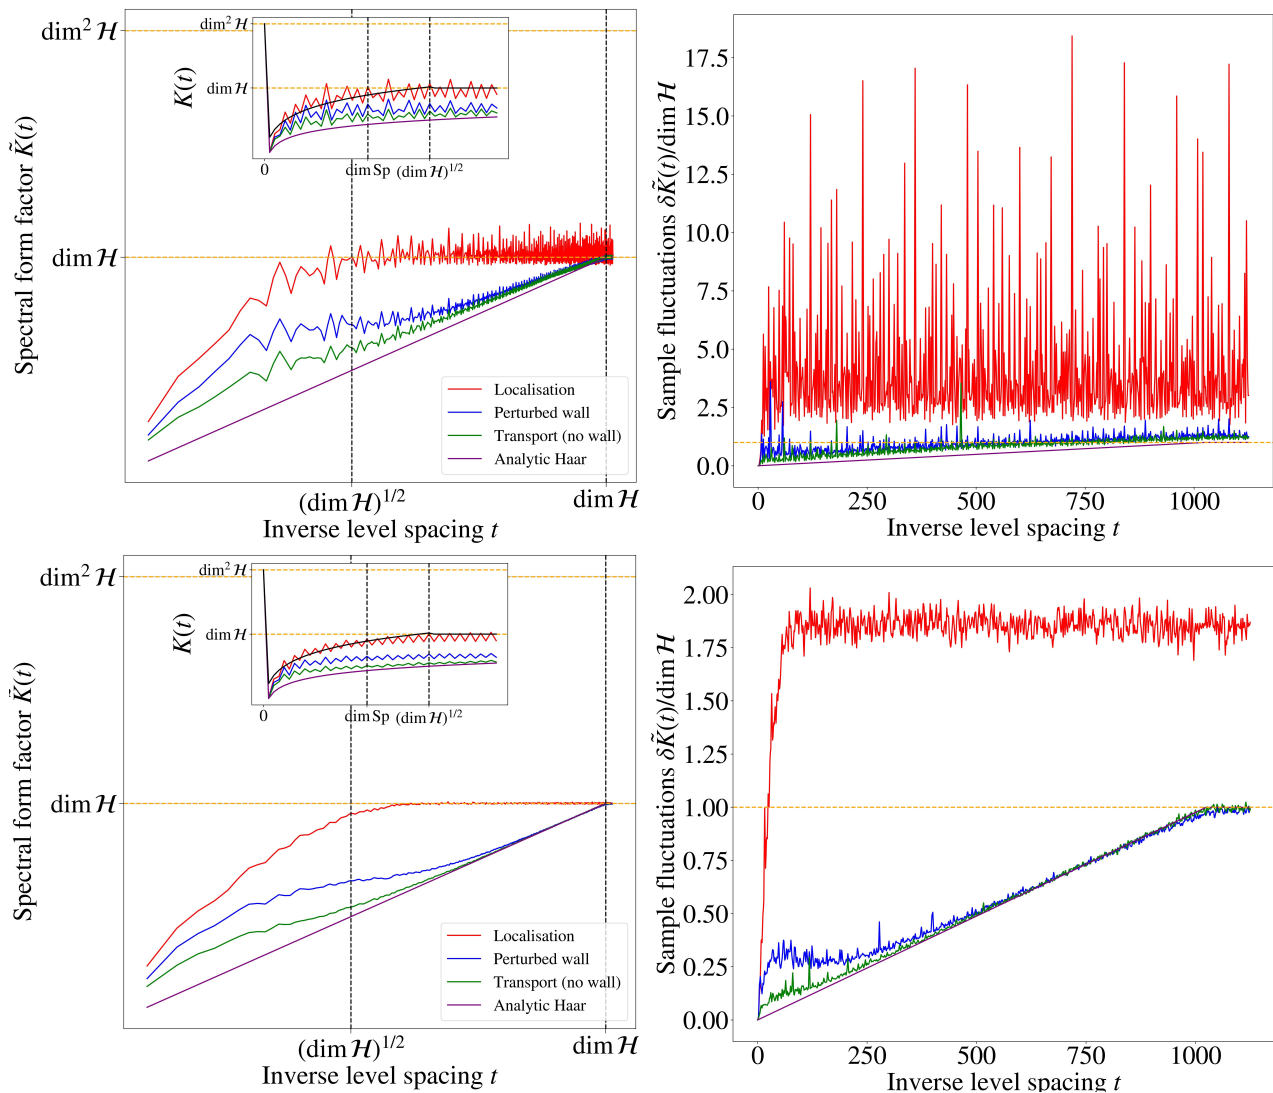 dim² ℋ
dim ℋ
Spectral form factor K̃(t)
dim² ℋ
dim ℋ
K(t)
0
dim Sp
(dim ℋ)^1/2
Localisation
Perturbed wall
Transport (no wall)
Analytic Haar
(dim ℋ)^1/2
dim ℋ
Inverse level spacing t
17.5
15.0
12.5
10.0
7.5
5.0
2.5
0.0
Sample fluctuations δK̃(t)/dim ℋ
0
250
500
750
1000
Inverse level spacing t
dim² ℋ
dim ℋ
Spectral form factor K̃(t)
dim² ℋ
dim ℋ
K(t)
0
dim Sp
(dim ℋ)^1/2
Localisation
Perturbed wall
Transport (no wall)
Analytic Haar
(dim ℋ)^1/2
dim ℋ
Inverse level spacing t
2.00
1.75
1.50
1.25
1.00
0.75
0.50
0.25
0.00
Sample fluctuations δK̃(t)/dim ℋ
0
250
500
750
1000
Inverse level spacing t